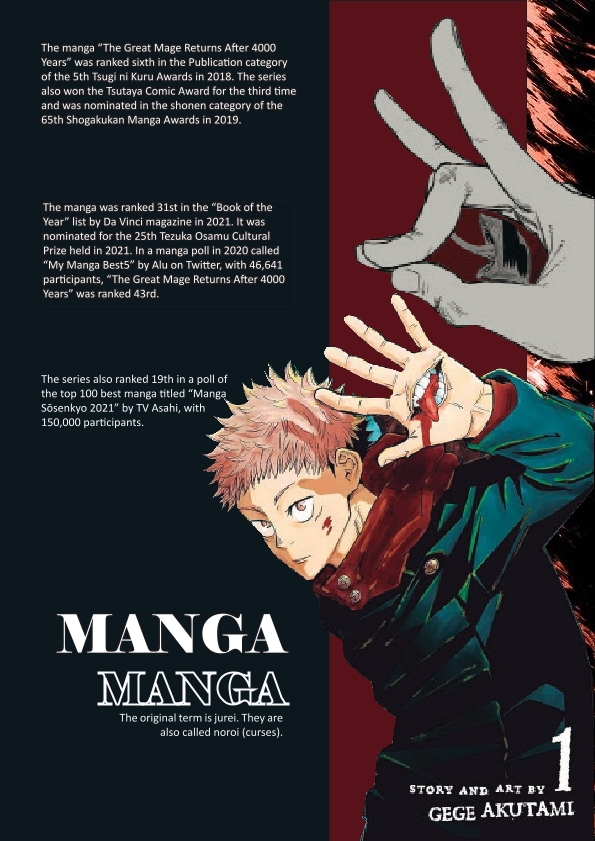 The manga “The Great Mage Returns After 4000
Years” was ranked sixth in the Publication category
of the 5th Tsugi ni Kuru Awards in 2018. The series
also won the Tsutaya Comic Award for the third time
and was nominated in the shonen category of the
65th Shogakukan Manga Awards in 2019.
The manga was ranked 31st in the “Book of the
Year” list by Da Vinci magazine in 2021. It was
nominated for the 25th Tezuka Osamu Cultural
Prize held in 2021. In a manga poll in 2020 called
“My Manga Best5” by Alu on Twitter, with 46,641
participants, “The Great Mage Returns After 4000
Years” was ranked 43rd.
The series also ranked 19th in a poll of
the top 100 best manga titled “Manga
Sōsenkyo 2021” by TV Asahi, with
150,000 participants.
MANGA
MANGA
The original term is jurei. They are
also called noroi (curses).
1
STORY AND ART BY
GEGE AKUTAMI